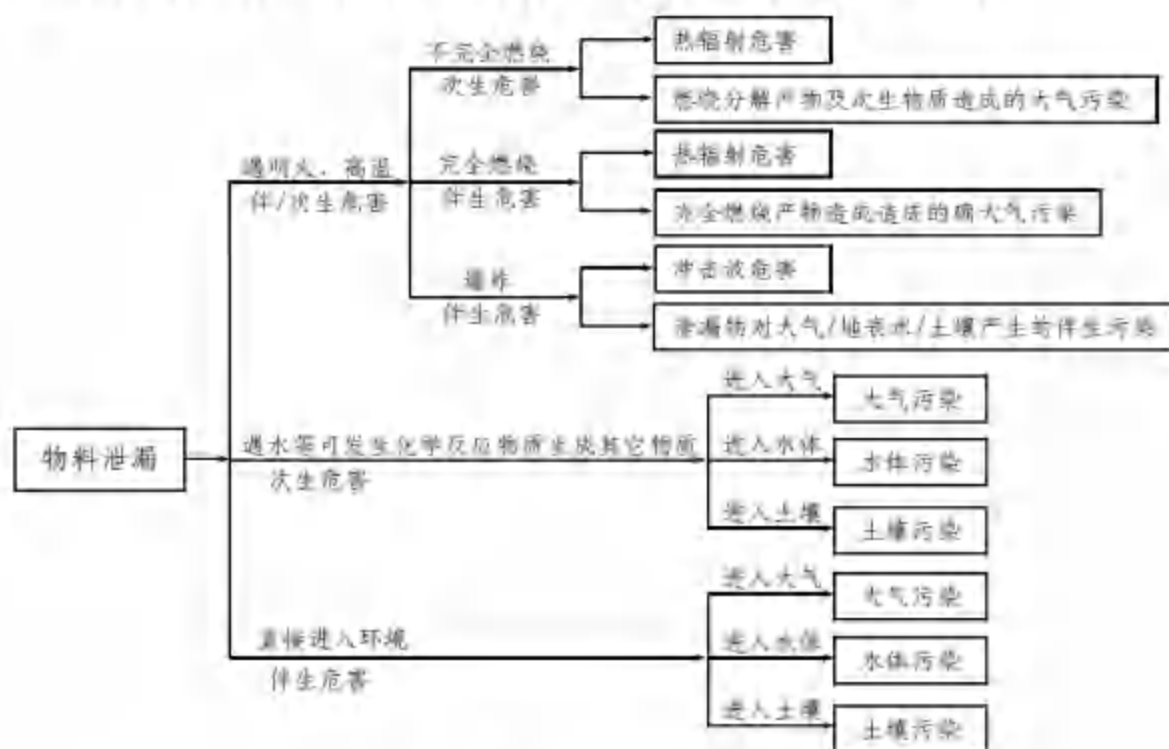 不完全燃烧
次生危害
热辐射危害
燃烧分解产物及次生物质造成的大气污染
遇明火、高温
伴/次生危害
完全燃烧
伴生危害
热辐射危害
完全燃烧产物造成造成的病大气污染
爆炸
伴生危害
冲击波危害
泄漏物对大气/地表水/土壤产生的伴生污染
物料泄漏
遇水等可发生化学反应物质生成其它物质
次生危害
进入大气
大气污染
进入水体
水体污染
进入土壤
土壤污染
直接进入环境
伴生危害
进入大气
大气污染
进入水体
水体污染
进入土壤
土壤污染